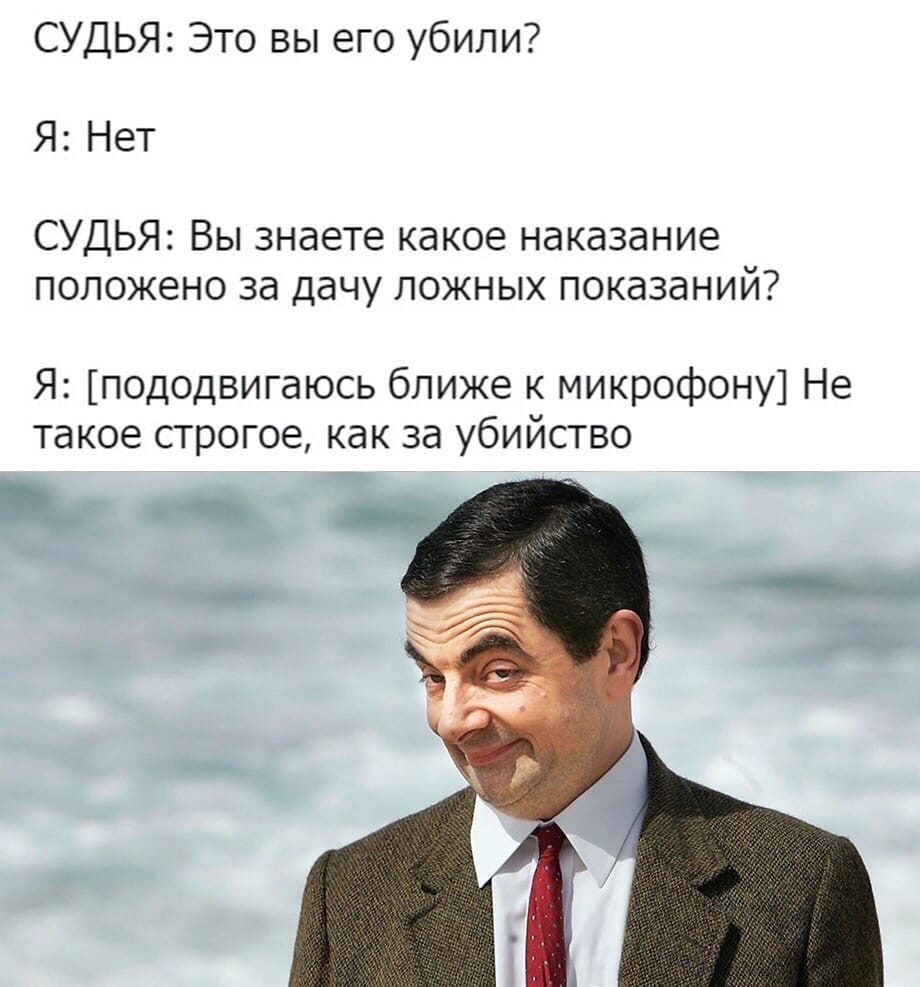 СУДЬЯ: Это вы его убили?
Я: Нет
СУДЬЯ: Вы знаете какое наказание
положено за дачу ложных показаний?
Я: [пододвигаюсь ближе к микрофону] Не
такое строгое, как за убийство